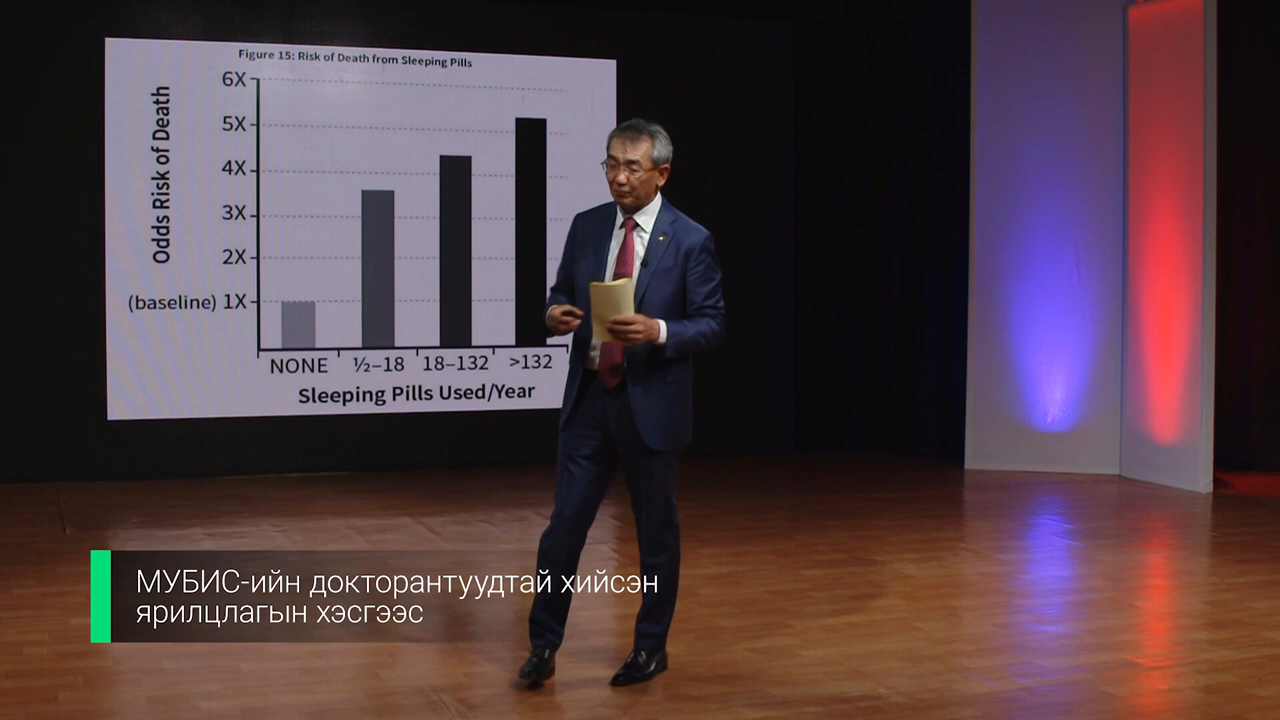 Figure 15: Risk of Death from Sleeping Pills
Odds Risk of Death
6X
5X
4X
3X
2X
(baseline) 1X
NONE ½–18 18–132 >132
Sleeping Pills Used/Year
МУБИС-ийн докторантуудтай хийсэн
ярилцлагын хэсгээс